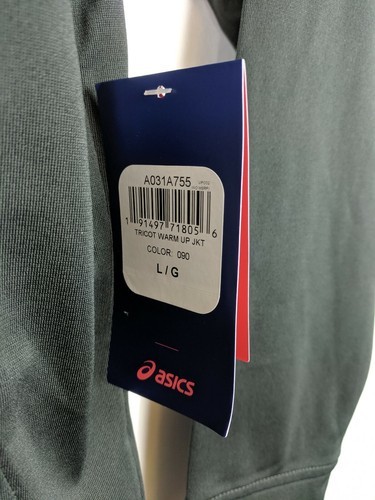 A031A755
1 91497 71805 6
TRICOT WARM UP JKT
COLOR: 090
L / G
asics